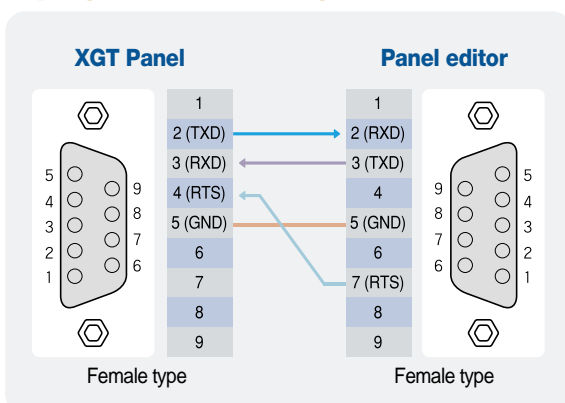 XGT Panel
Panel editor
5
4
3
2
1
9
8
7
6
1
2 (TXD)
3 (RXD)
4 (RTS)
5 (GND)
6
7
8
9
1
2 (RXD)
3 (TXD)
4
5 (GND)
6
7 (RTS)
8
9
9
8
7
6
5
4
3
2
1
Female type
Female type